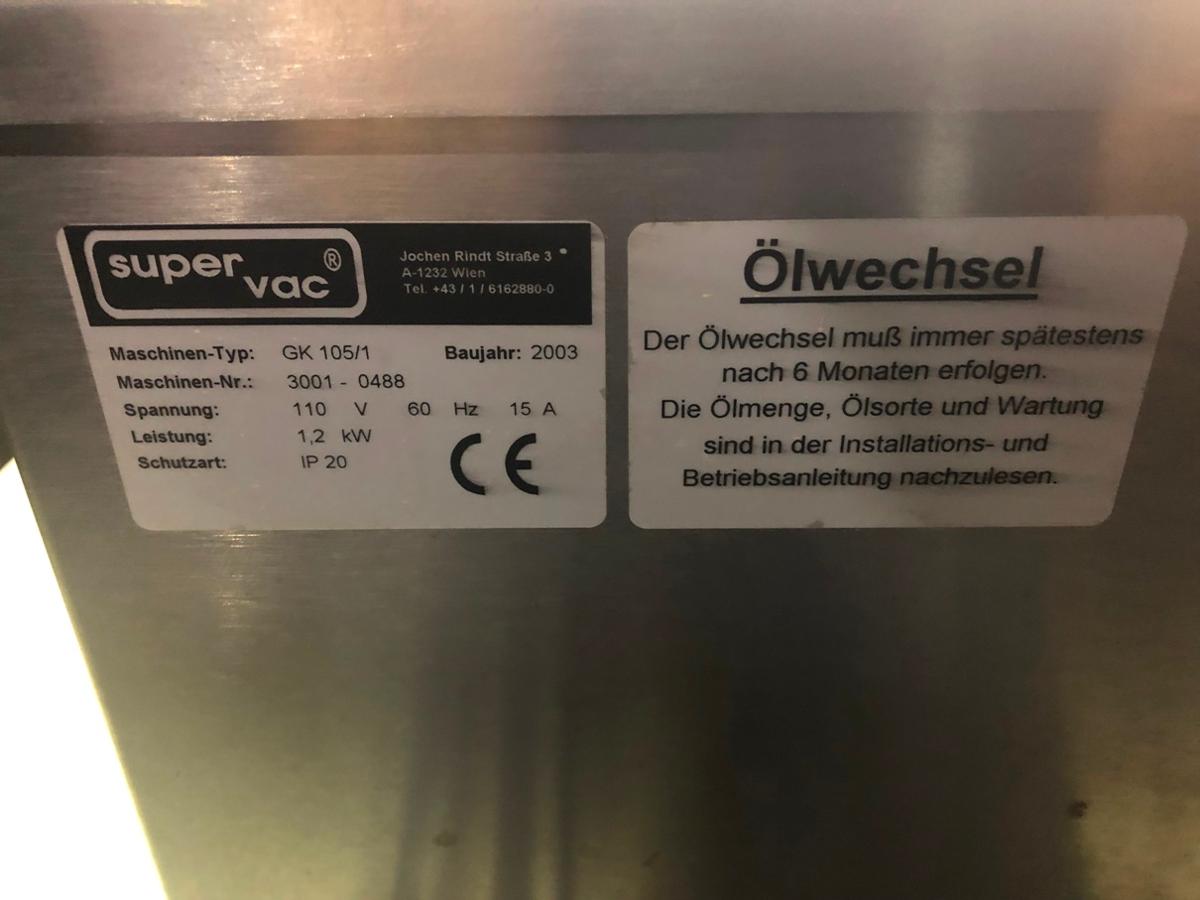 super
vac ®
Jochen Rindt Straße 3
A-1232 Wien
Tel. +43 / 1 / 6162880-0
Maschinen-Typ: GK 105/1 Baujahr: 2003
Maschinen-Nr.: 3001 - 0488
Spannung: 110 V 60 Hz 15 A
Leistung: 1,2 kW
Schutzart: IP 20
CE
Ölwechsel
Der Ölwechsel muß immer spätestens
nach 6 Monaten erfolgen.
Die Ölmenge, Ölsorte und Wartung
sind in der Installations- und
Betriebsanleitung nachzulesen.